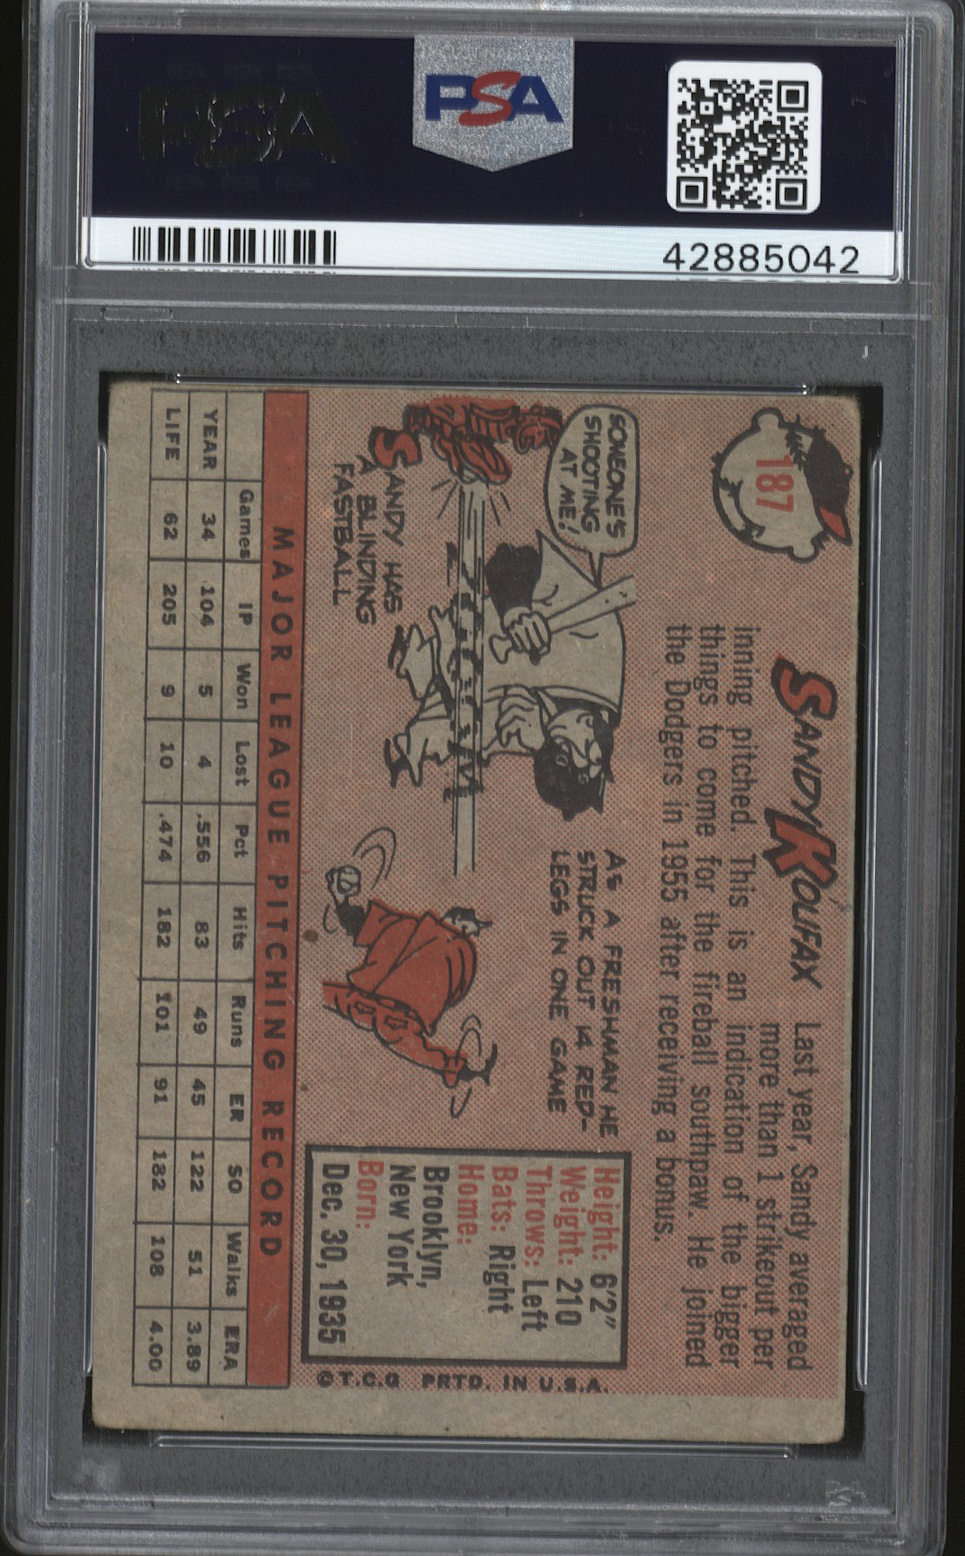 PSA
PSA
42885042
187
SANDY KOUFAX
Last year, Sandy averaged
more than 1 strikeout per
inning pitched. This is an indication of the bigger
things to come for the fireball southpaw. He joined
the Dodgers in 1955 after receiving a bonus.
SOMEONE'S
SHOOTING
AT ME!
SANDY HAS
A BLINDING
FASTBALL
AS A FRESHMAN HE
STRUCK OUT 14 RED-
LEGS IN ONE GAME
Height: 6'2"
Weight: 210
Throws: Left
Bats: Right
Home:
Brooklyn,
New York
Born:
Dec. 30, 1935
© T.C.G PRTD. IN U.S.A.
MAJOR LEAGUE PITCHING RECORD
Games IP Won Lost Pct Hits Runs ER SO Walks ERA
YEAR 34 104 5 4 .556 83 49 45 122 51 3.89
LIFE 62 205 9 10 .474 182 101 91 182 108 4.00